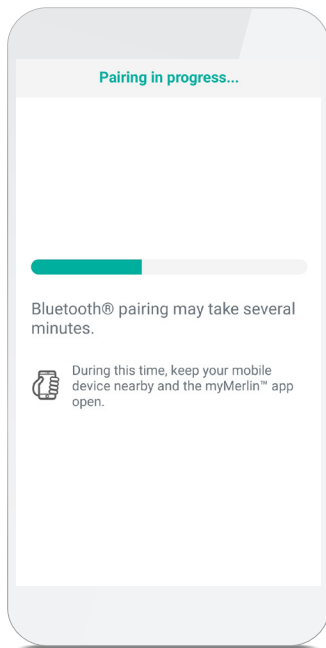 Pairing in progress...
Bluetooth® pairing may take several
minutes.
During this time, keep your mobile
device nearby and the myMerlin™ app
open.